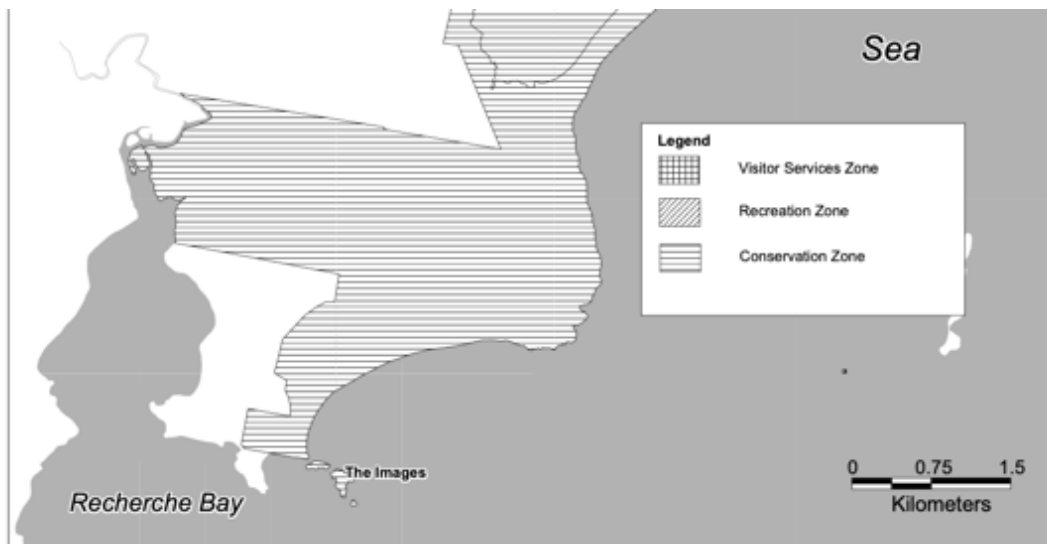 Sea
Legend
Visitor Services Zone
Recreation Zone
Conservation Zone
The Images
0 0.75 1.5
Kilometers
Recherche Bay